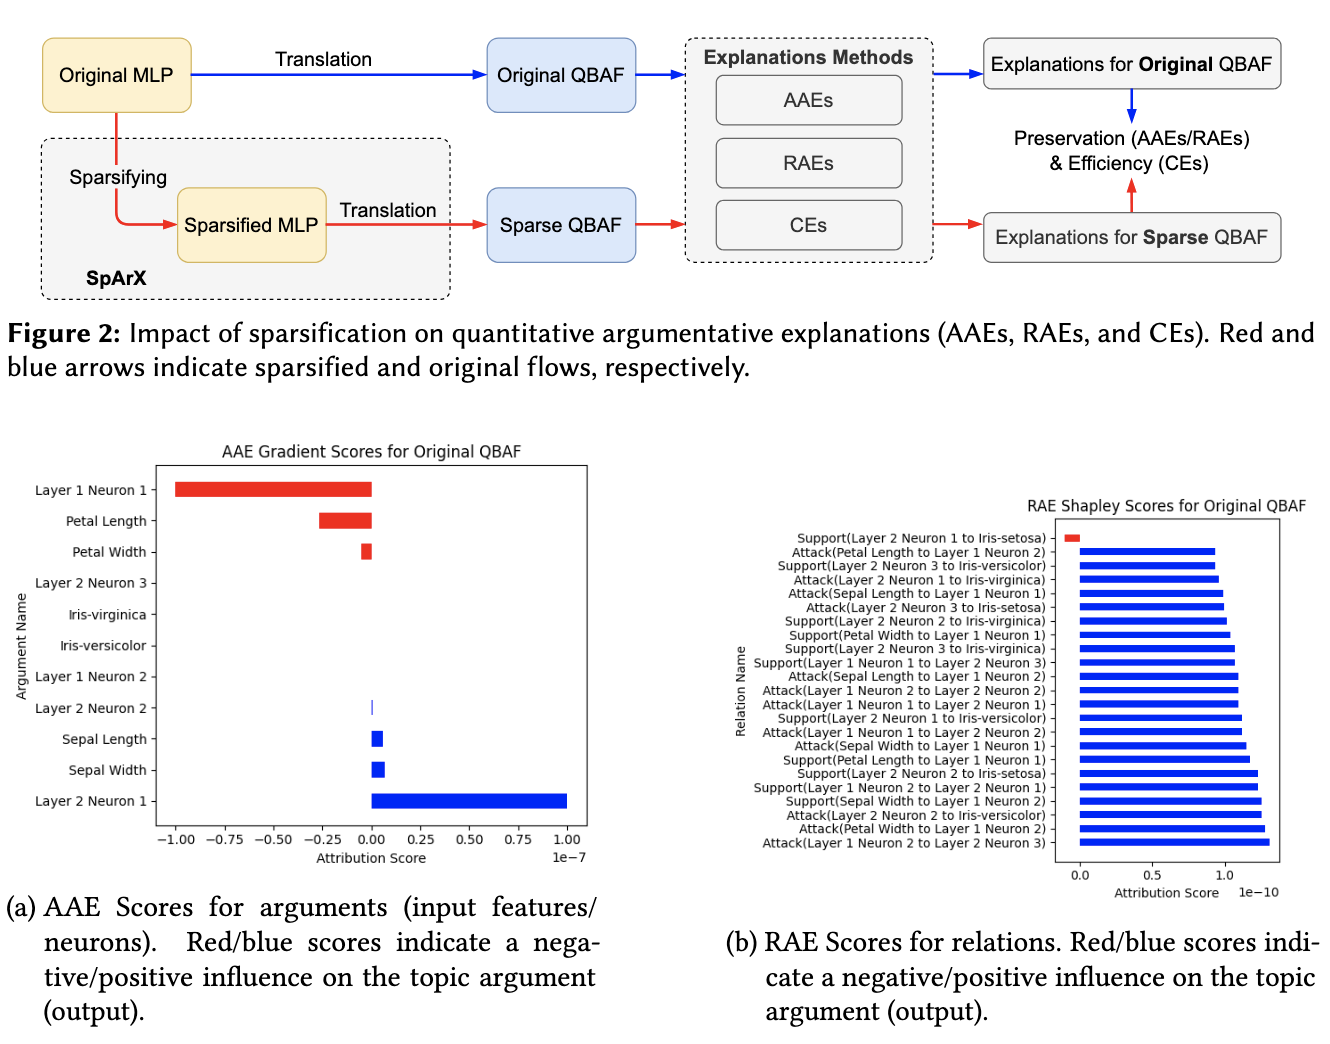 Original MLP
Translation
Original QBAF
Explanations Methods
AAEs
RAEs
CEs
Explanations for Original QBAF
Preservation (AAEs/RAEs)
& Efficiency (CEs)
Sparsifying
Sparsified MLP
Translation
Sparse QBAF
Explanations for Sparse QBAF
SpArX
Figure 2: Impact of sparsification on quantitative argumentative explanations (AAEs, RAEs, and CEs). Red and
blue arrows indicate sparsified and original flows, respectively.
AAE Gradient Scores for Original QBAF
Argument Name
Layer 1 Neuron 1
Petal Length
Petal Width
Layer 2 Neuron 3
Iris-virginica
Iris-versicolor
Layer 1 Neuron 2
Layer 2 Neuron 2
Sepal Length
Sepal Width
Layer 2 Neuron 1
−1.00 −0.75 −0.50 −0.25 0.00 0.25 0.50 0.75 1.00
Attribution Score
1e−7
(a) AAE Scores for arguments (input features/
neurons). Red/blue scores indicate a nega-
tive/positive influence on the topic argument
(output).
RAE Shapley Scores for Original QBAF
Relation Name
Support(Layer 2 Neuron 1 to Iris-setosa)
Attack(Petal Length to Layer 1 Neuron 2)
Support(Layer 2 Neuron 3 to Iris-versicolor)
Attack(Layer 2 Neuron 1 to Iris-virginica)
Attack(Sepal Length to Layer 1 Neuron 1)
Attack(Layer 2 Neuron 3 to Iris-setosa)
Support(Layer 2 Neuron 2 to Iris-virginica)
Support(Petal Width to Layer 1 Neuron 1)
Support(Layer 2 Neuron 3 to Iris-virginica)
Support(Layer 1 Neuron 1 to Layer 2 Neuron 3)
Attack(Sepal Length to Layer 1 Neuron 2)
Attack(Layer 1 Neuron 2 to Layer 2 Neuron 2)
Attack(Layer 1 Neuron 1 to Layer 2 Neuron 1)
Support(Layer 2 Neuron 1 to Iris-versicolor)
Attack(Layer 1 Neuron 1 to Layer 2 Neuron 2)
Attack(Sepal Width to Layer 1 Neuron 1)
Support(Petal Length to Layer 1 Neuron 1)
Support(Layer 2 Neuron 2 to Iris-setosa)
Support(Layer 1 Neuron 2 to Layer 2 Neuron 1)
Support(Sepal Width to Layer 1 Neuron 2)
Attack(Layer 2 Neuron 2 to Iris-versicolor)
Attack(Petal Width to Layer 1 Neuron 2)
Attack(Layer 1 Neuron 2 to Layer 2 Neuron 3)
0.0 0.5 1.0
Attribution Score
1e−10
(b) RAE Scores for relations. Red/blue scores indi-
cate a negative/positive influence on the topic
argument (output).